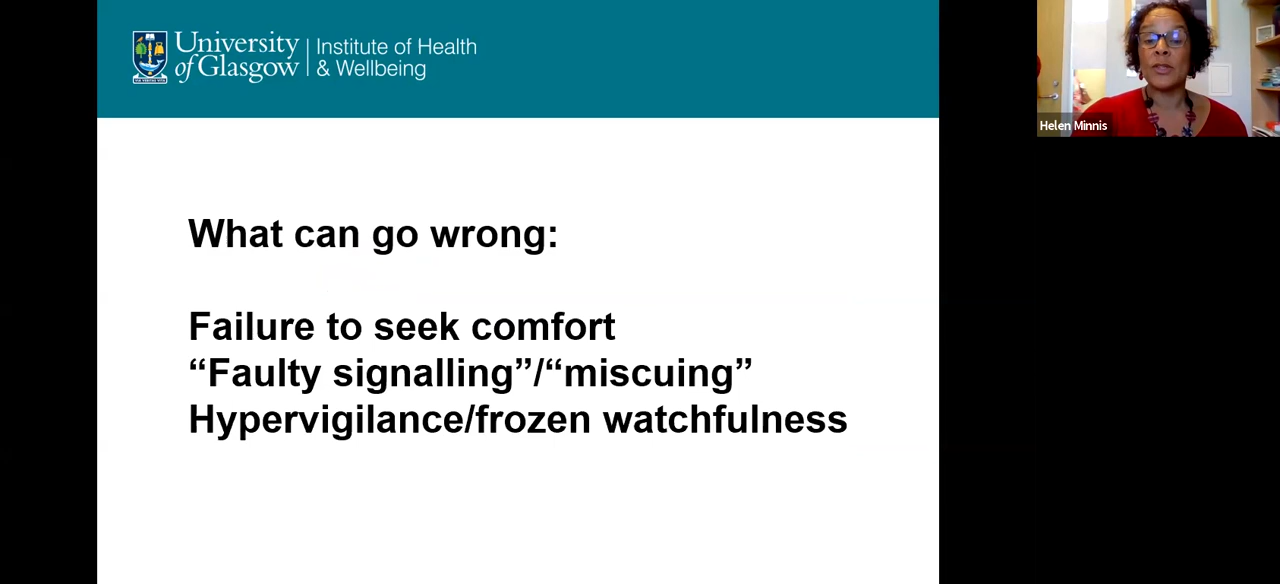 University
of Glasgow
Institute of Health
& Wellbeing
Helen Minnis
What can go wrong:
Failure to seek comfort
“Faulty signalling”/“miscuing”
Hypervigilance/frozen watchfulness